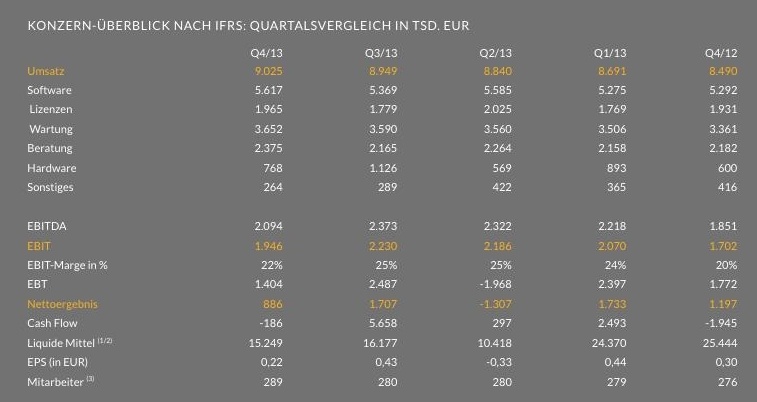 KONZERN-ÜBERBLICK NACH IFRS: QUARTALSVERGLEICH IN TSD. EUR
Q4/13 Q3/13 Q2/13 Q1/13 Q4/12
Umsatz 9.025 8.949 8.840 8.691 8.490
Software 5.617 5.369 5.585 5.275 5.292
Lizenzen 1.965 1.779 2.025 1.769 1.931
Wartung 3.652 3.590 3.560 3.506 3.361
Beratung 2.375 2.165 2.264 2.158 2.182
Hardware 768 1.126 569 893 600
Sonstiges 264 289 422 365 416
EBITDA 2.094 2.373 2.322 2.218 1.851
EBIT 1.946 2.230 2.186 2.070 1.702
EBIT-Marge in % 22% 25% 25% 24% 20%
EBT 1.404 2.487 -1.968 2.397 1.772
Nettoergebnis 886 1.707 -1.307 1.733 1.197
Cash Flow -186 5.658 297 2.493 -1.945
Liquide Mittel (1/2) 15.249 16.177 10.418 24.370 25.444
EPS (in EUR) 0,22 0,43 -0,33 0,44 0,30
Mitarbeiter (3) 289 280 280 279 276